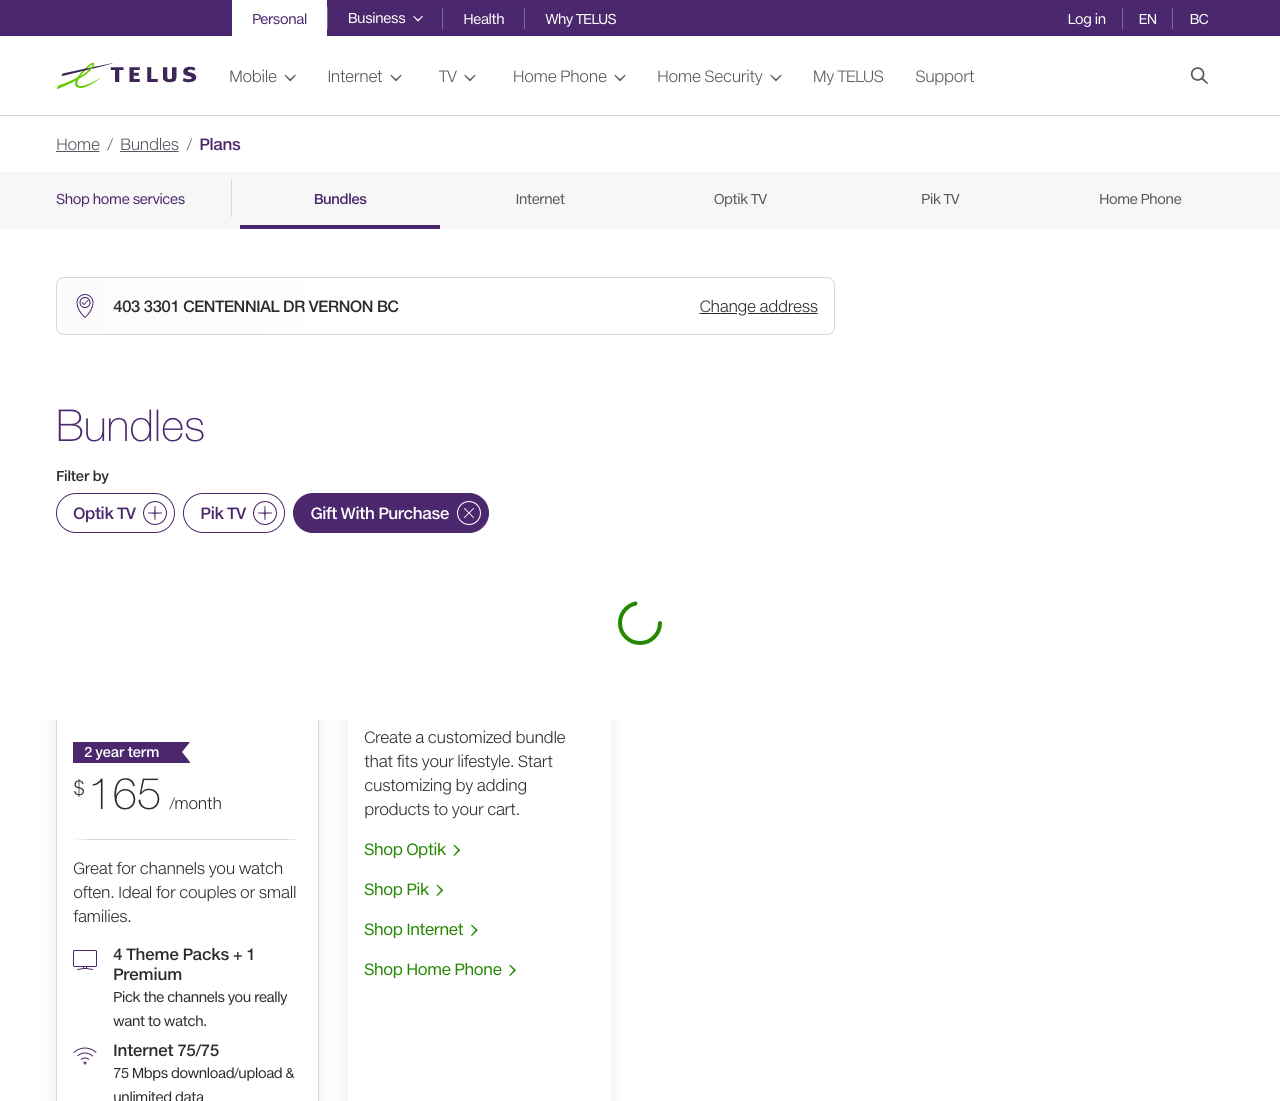 Personal
Business
Health
Why TELUS
Log in
EN
BC
TELUS
Mobile
Internet
TV
Home Phone
Home Security
My TELUS
Support
Home / Bundles / Plans
Shop home services
Bundles
Internet
Optik TV
Pik TV
Home Phone
403 3301 CENTENNIAL DR VERNON BC
Change address
Bundles
Filter by
Optik TV
Pik TV
Gift With Purchase
2 year term
$165 /month
Great for channels you watch
often. Ideal for couples or small
families.
4 Theme Packs + 1
Premium
Pick the channels you really
want to watch.
Internet 75/75
75 Mbps download/upload &
unlimited data
Create a customized bundle
that fits your lifestyle. Start
customizing by adding
products to your cart.
Shop Optik
Shop Pik
Shop Internet
Shop Home Phone